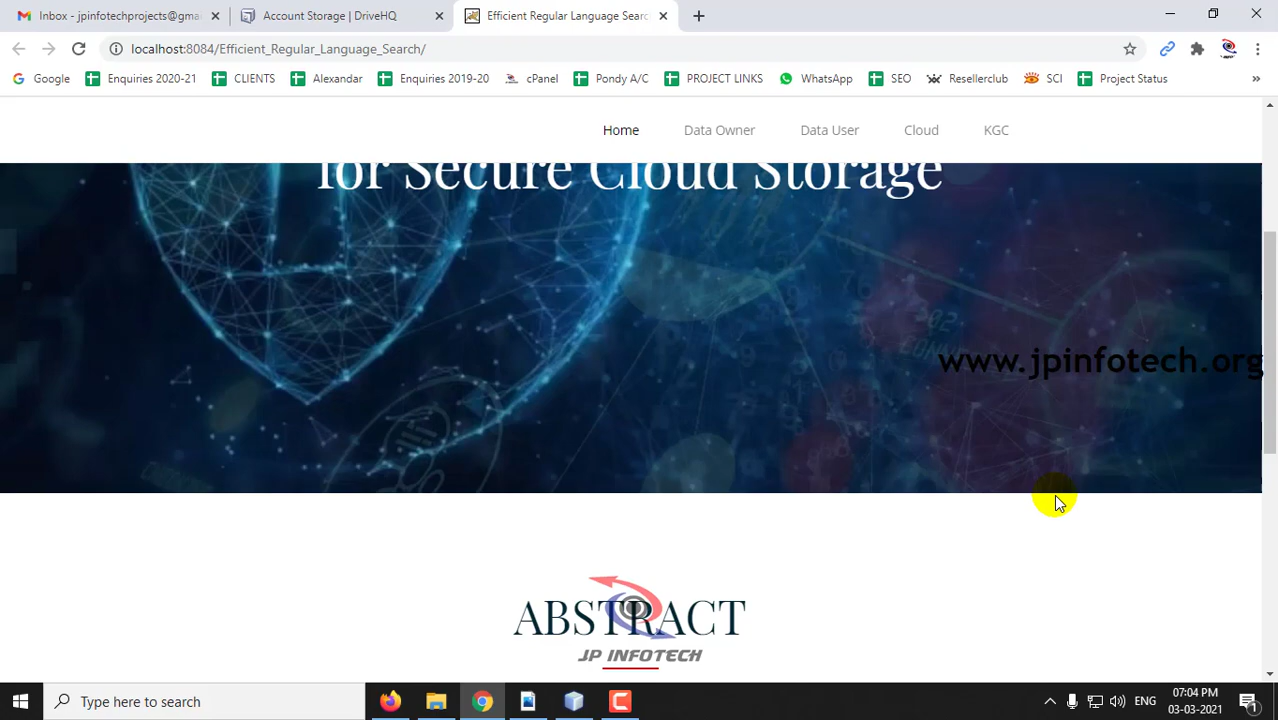 Inbox - jpinfotechprojects@gma
Account Storage | DriveHQ
Efficient Regular Language Searc
localhost:8084/Efficient_Regular_Language_Search/
Google
Enquiries 2020-21
CLIENTS
Alexandar
Enquiries 2019-20
cPanel
Pondy A/C
PROJECT LINKS
WhatsApp
SEO
Resellerclub
SCI
Project Status
Home
Data Owner
Data User
Cloud
KGC
for Secure Cloud Storage
www.jpinfotech.org
ABSTRACT
JP INFOTECH
Type here to search
ENG
07:04 PM
03-03-2021
1